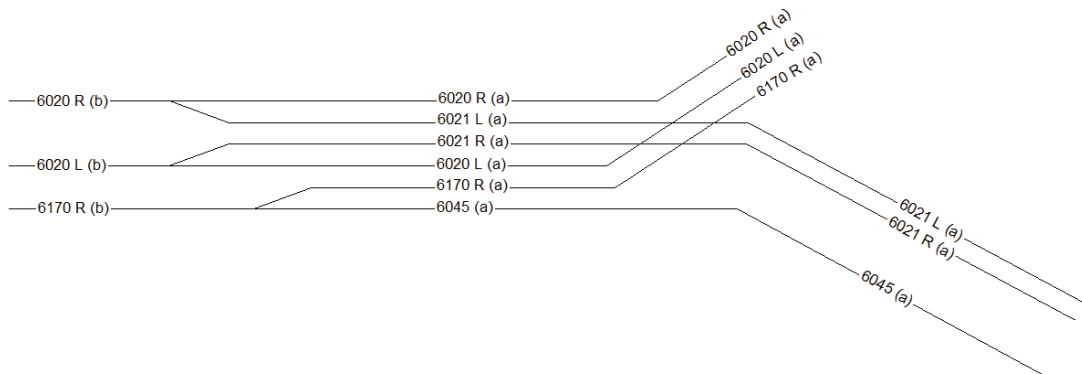 6020 R (a)
6020 L (a)
6170 R (a)
6020 R (b)
6020 R (a)
6021 L (a)
6021 R (a)
6020 L (b)
6020 L (a)
6170 R (a)
6170 R (b)
6045 (a)
6021 L (a)
6021 R (a)
6045 (a)